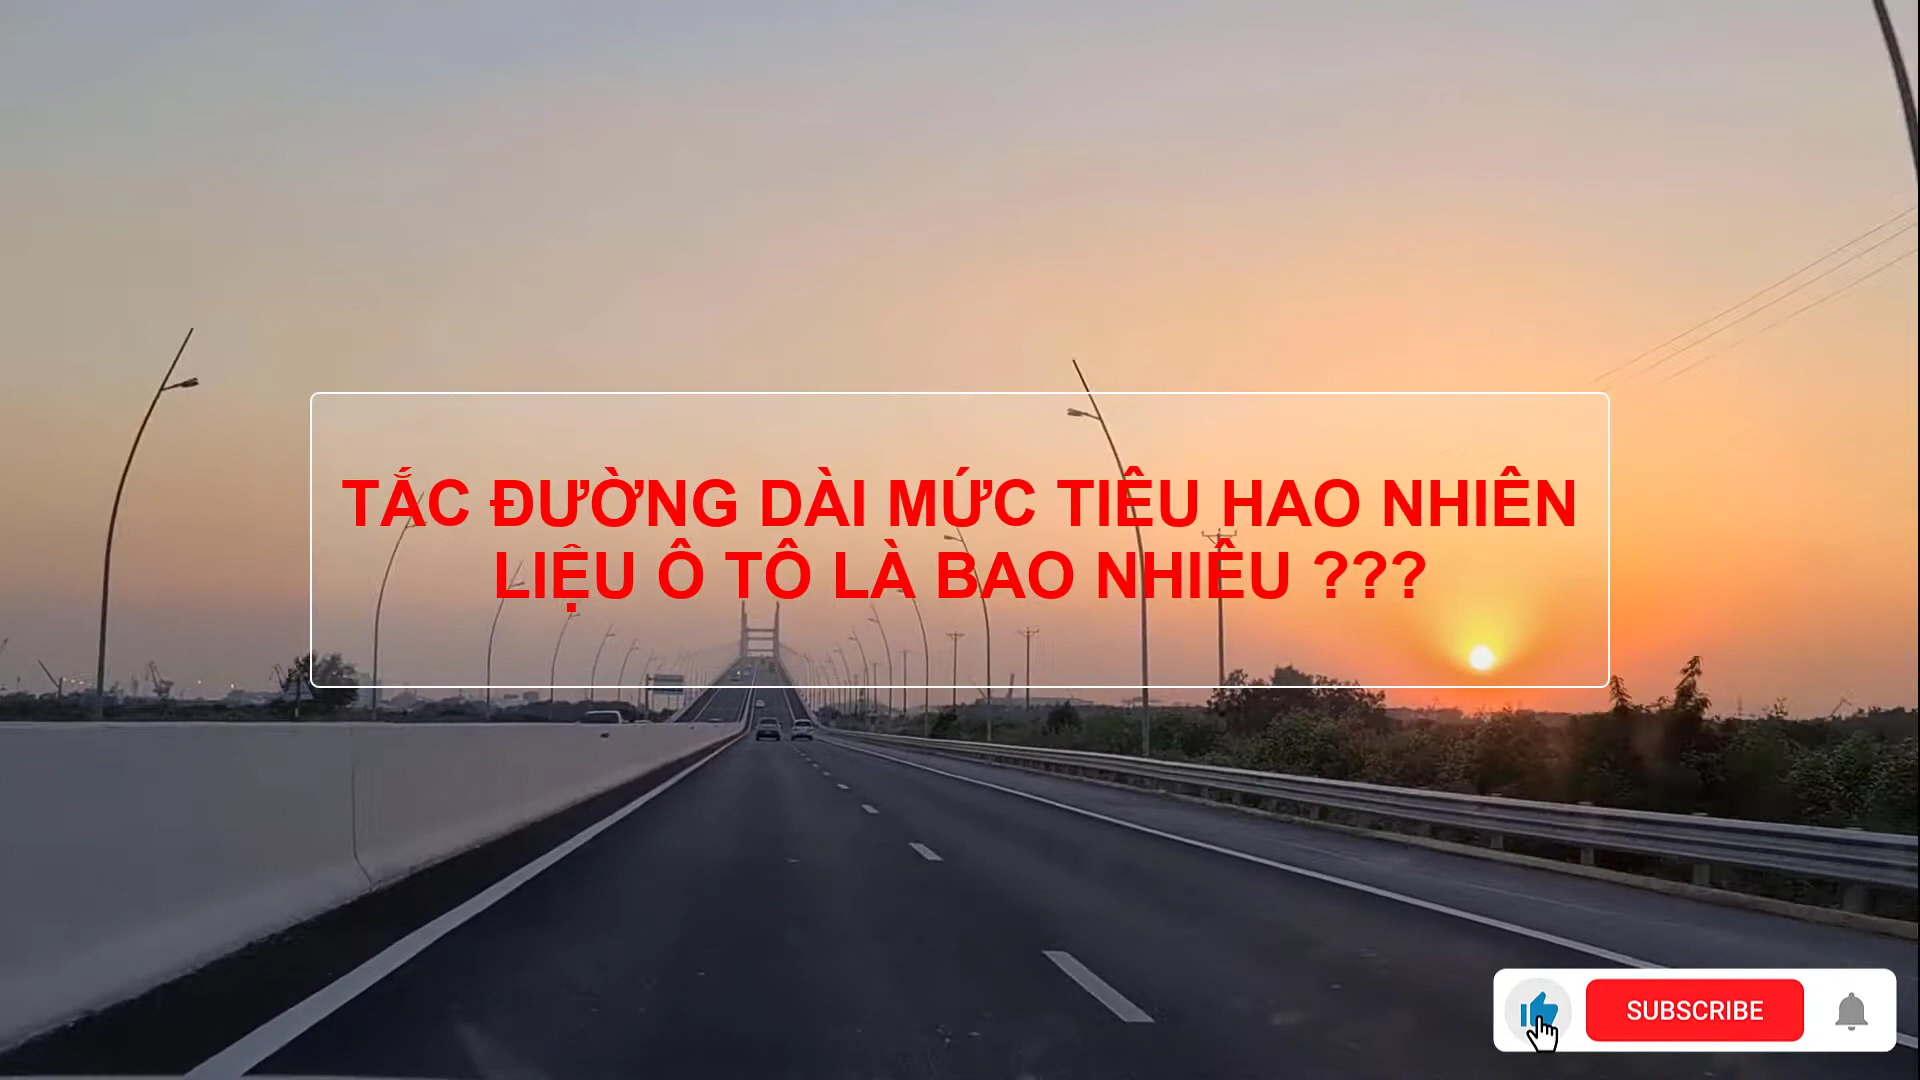 TẮC ĐƯỜNG DÀI MỨC TIÊU HAO NHIÊN
LIỆU Ô TÔ LÀ BAO NHIÊU ???
SUBSCRIBE